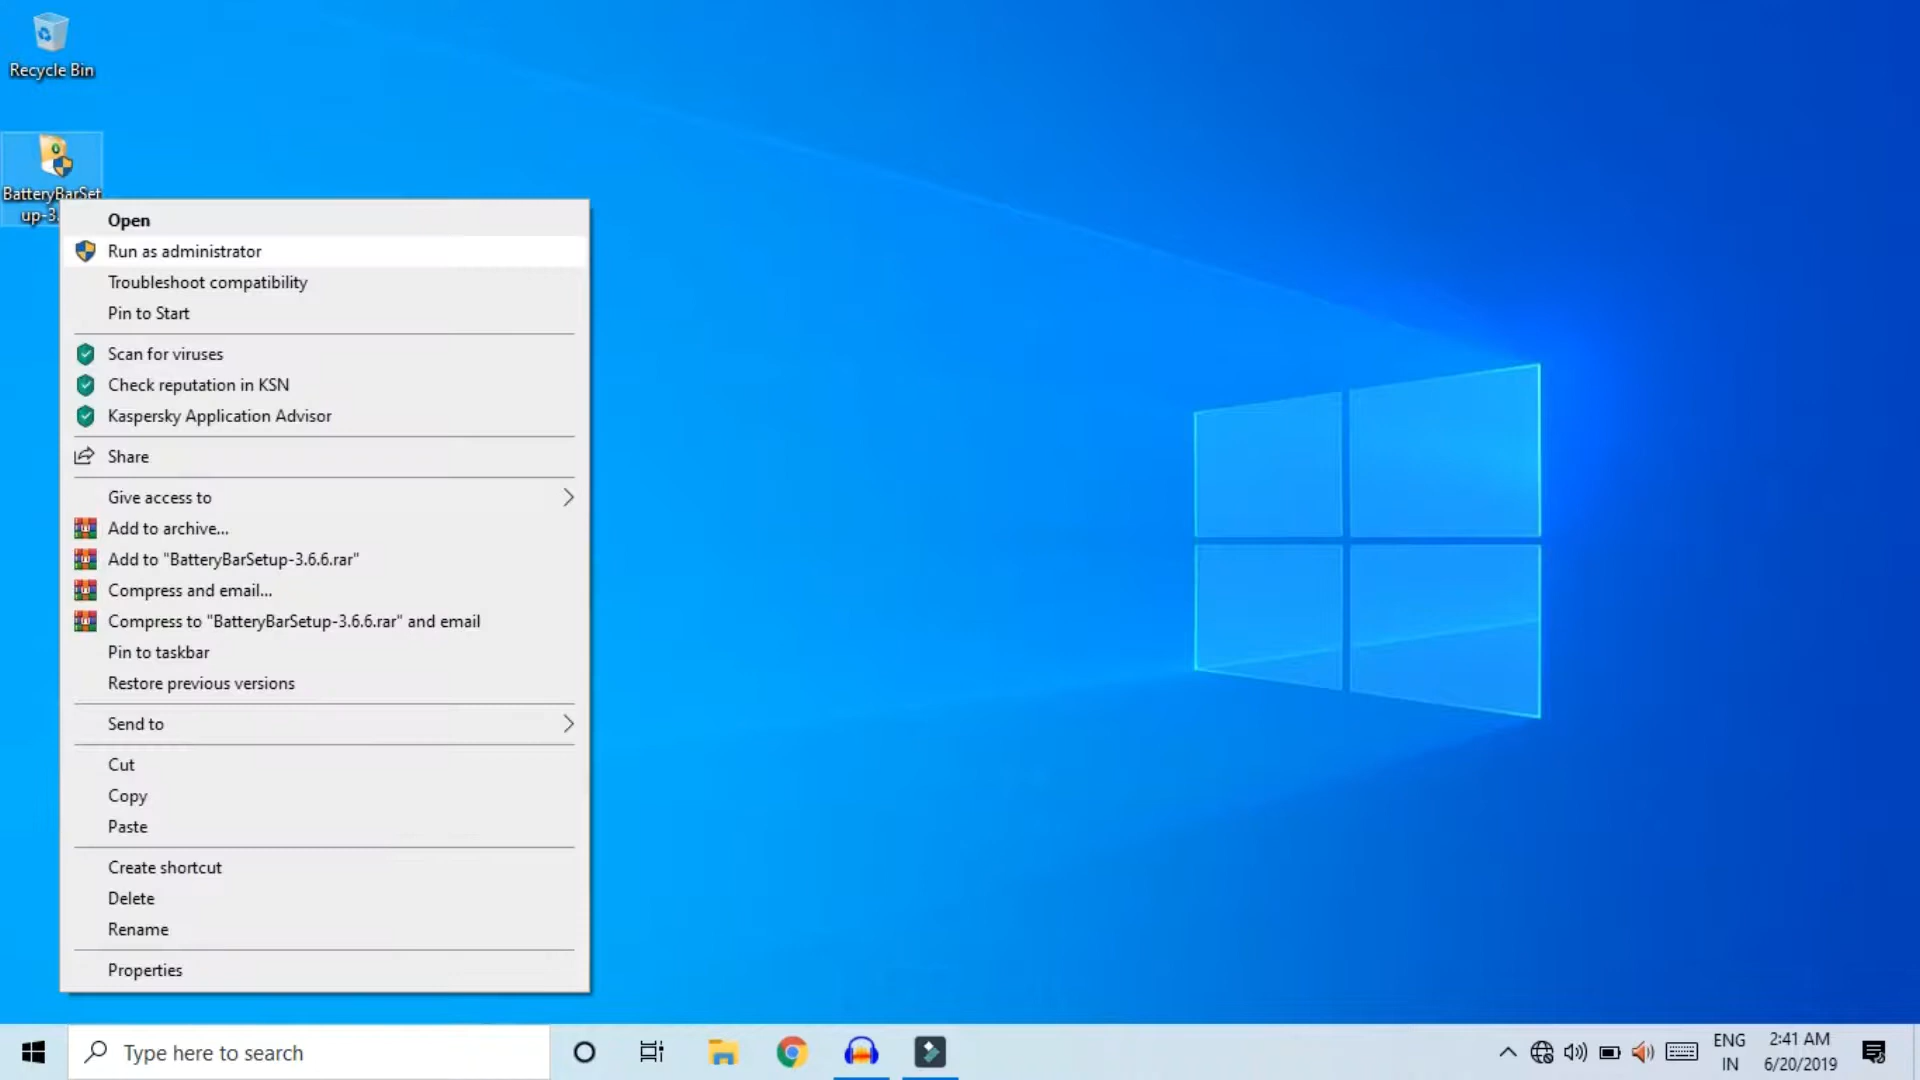 Recycle Bin
BatteryBarSet
up-3.
Open
Run as administrator
Troubleshoot compatibility
Pin to Start
Scan for viruses
Check reputation in KSN
Kaspersky Application Advisor
Share
Give access to
Add to archive...
Add to "BatteryBarSetup-3.6.6.rar"
Compress and email...
Compress to "BatteryBarSetup-3.6.6.rar" and email
Pin to taskbar
Restore previous versions
Send to
Cut
Copy
Paste
Create shortcut
Delete
Rename
Properties
Type here to search
ENG
IN
2:41 AM
6/20/2019